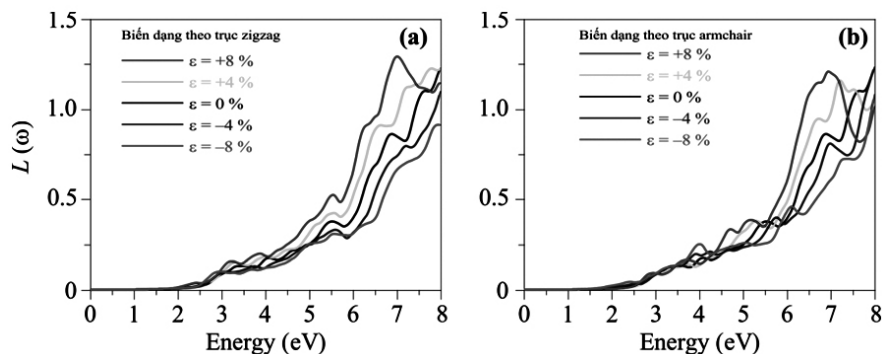 1.5
Biến dạng theo trục zigzag
(a)
ε = +8 %
ε = +4 %
1.0
ε = 0 %
ε = –4 %
ε = –8 %
L (ω)
0.5
0
0 1 2 3 4 5 6 7 8
Energy (eV)
1.5
Biến dạng theo trục armchair
(b)
ε = +8 %
ε = +4 %
1.0
ε = 0 %
ε = –4 %
ε = –8 %
0.5
0
0 1 2 3 4 5 6 7 8
Energy (eV)